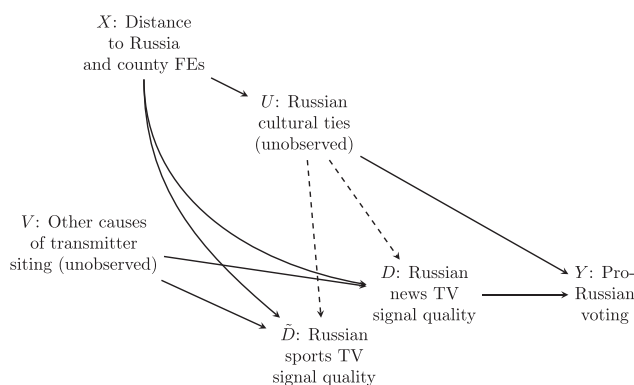 X: Distance
to Russia
and county FEs
U: Russian
cultural ties
(unobserved)
V: Other causes
of transmitter
siting (unobserved)
D: Russian
news TV
signal quality
Y: Pro-
Russian
voting
D̃: Russian
sports TV
signal quality